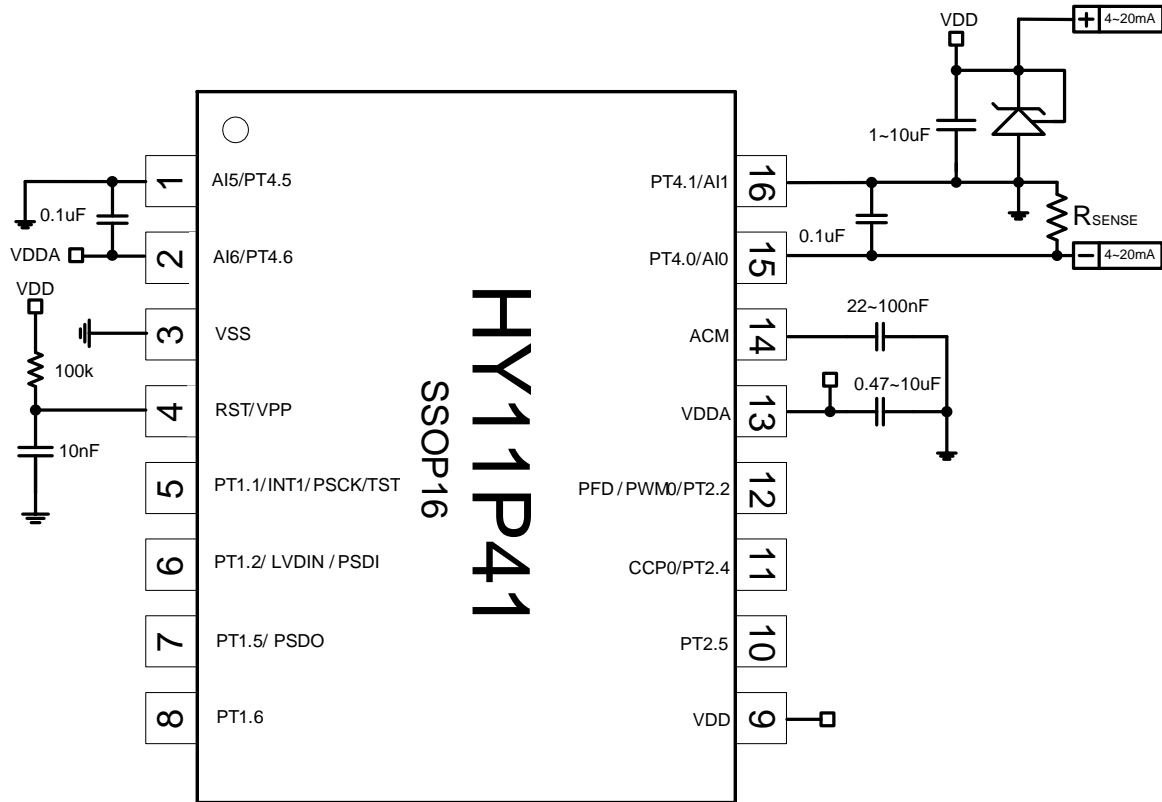 VDD
+ 4~20mA
1~10uF
1 AI5/PT4.5
PT4.1/AI1 16
0.1uF
RSENSE
0.1uF
VDDA
2 AI6/PT4.6
PT4.0/AI0 15
− 4~20mA
VDD
22~100nF
3 VSS
ACM 14
100k
0.47~10uF
4 RST/VPP
VDDA 13
10nF
HY11P41
SSOP16
5 PT1.1/INT1/PSCK/TST
PFD/PWM0/PT2.2 12
6 PT1.2/ LVDIN / PSDI
CCP0/PT2.4 11
7 PT1.5/ PSDO
PT2.5 10
8 PT1.6
VDD 9